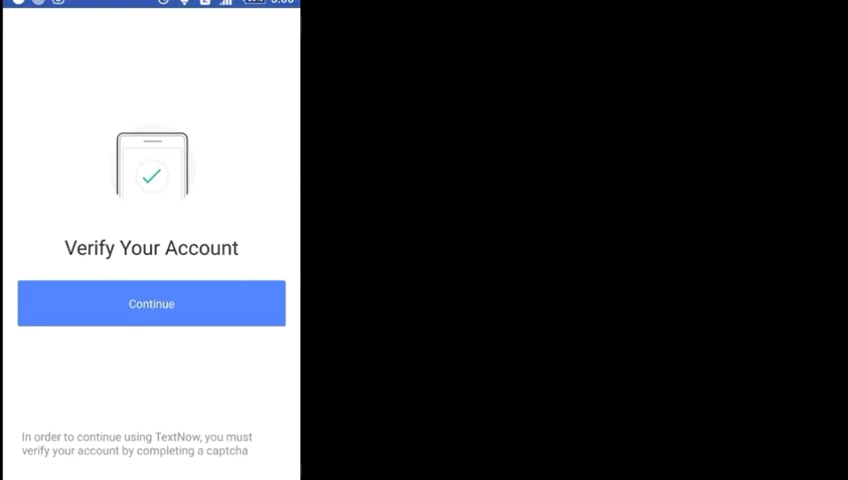 Verify Your Account
Continue
In order to continue using TextNow, you must
verify your account by completing a captcha